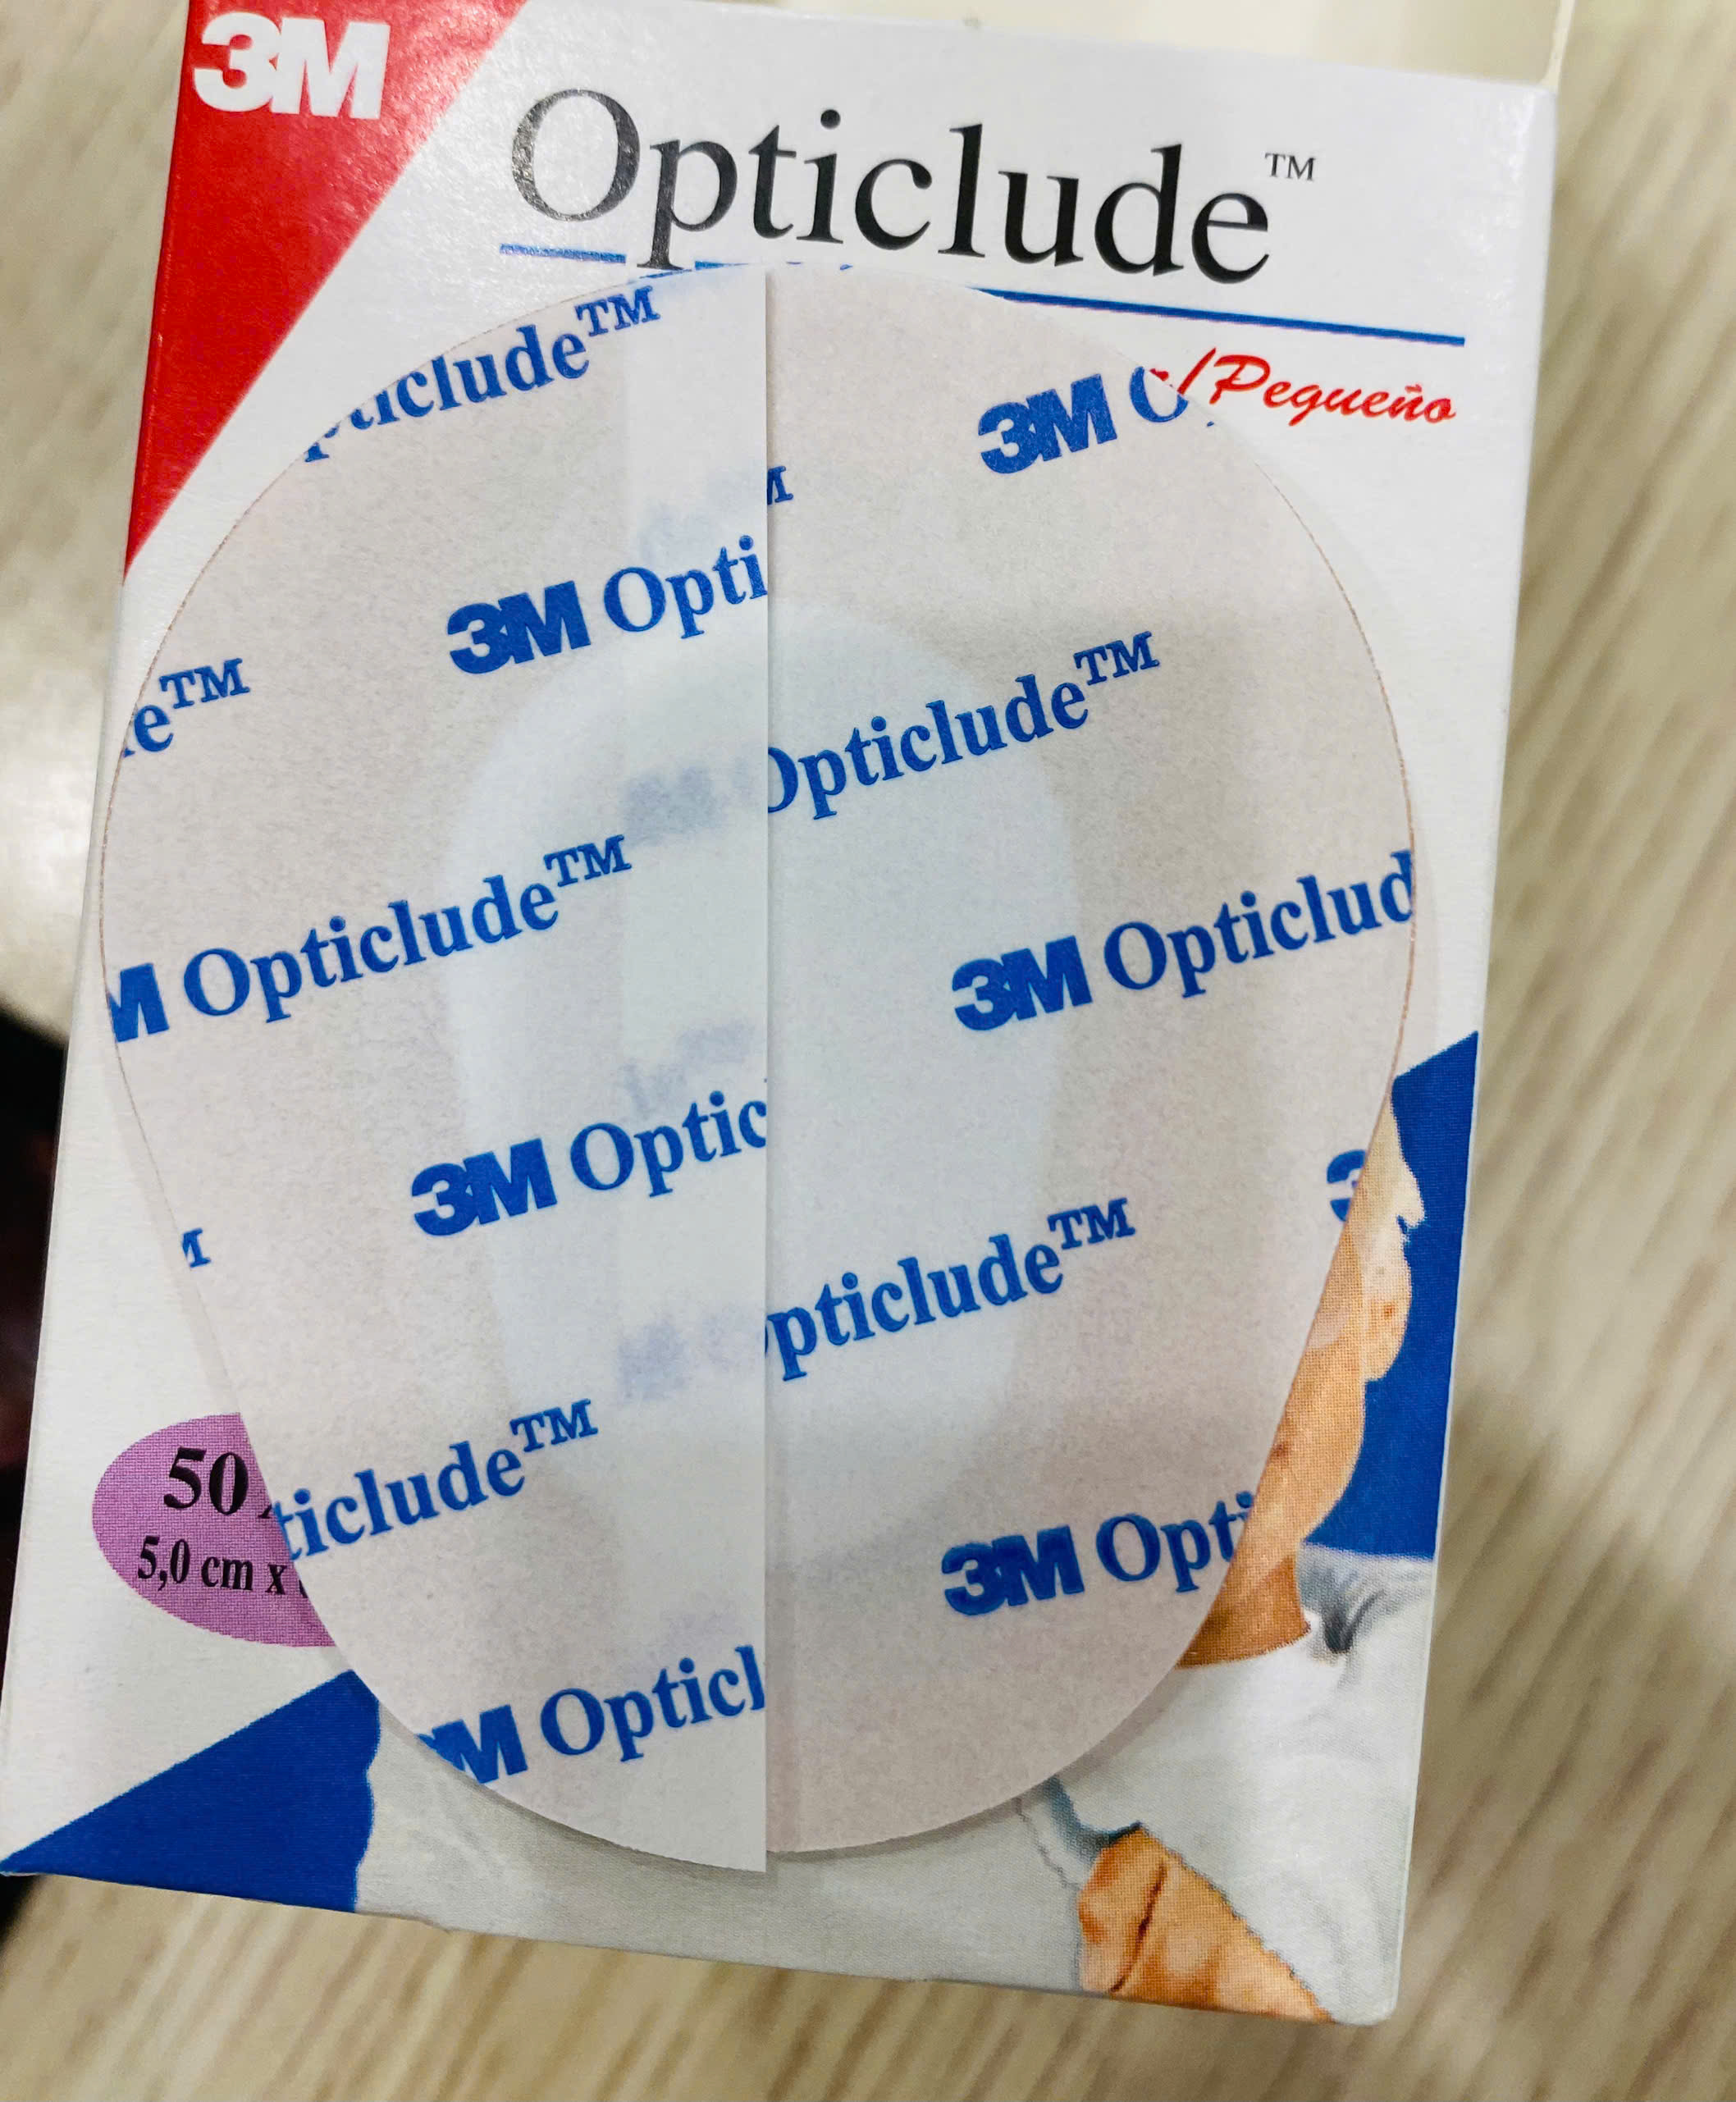 3M
Opticlude™
/Pequeño
ticlude™
3M O
3M Opti
e™
Opticlude™
M Opticlude™
3M Opticlud
3M Optic
3
pticlude™
ticlude™
50
5,0 cm x
3M Opti
3M Opticl